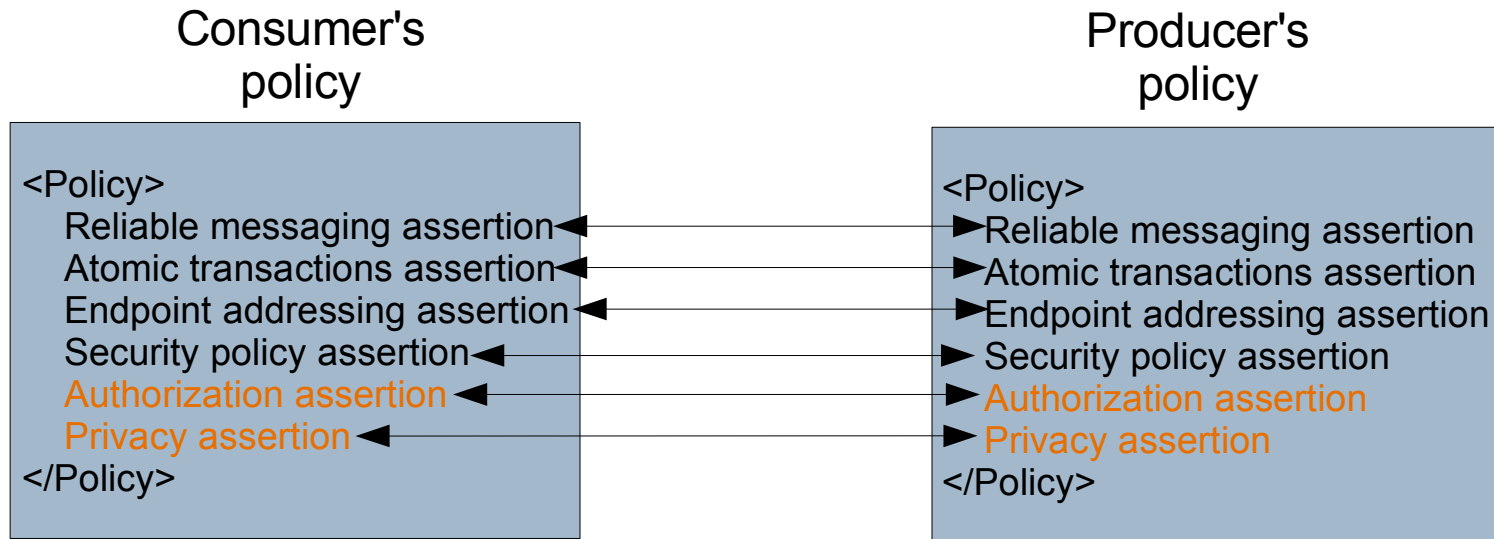 Consumer's
policy
<Policy>
Reliable messaging assertion
Atomic transactions assertion
Endpoint addressing assertion
Security policy assertion
Authorization assertion
Privacy assertion
</Policy>
Producer's
policy
<Policy>
Reliable messaging assertion
Atomic transactions assertion
Endpoint addressing assertion
Security policy assertion
Authorization assertion
Privacy assertion
</Policy>